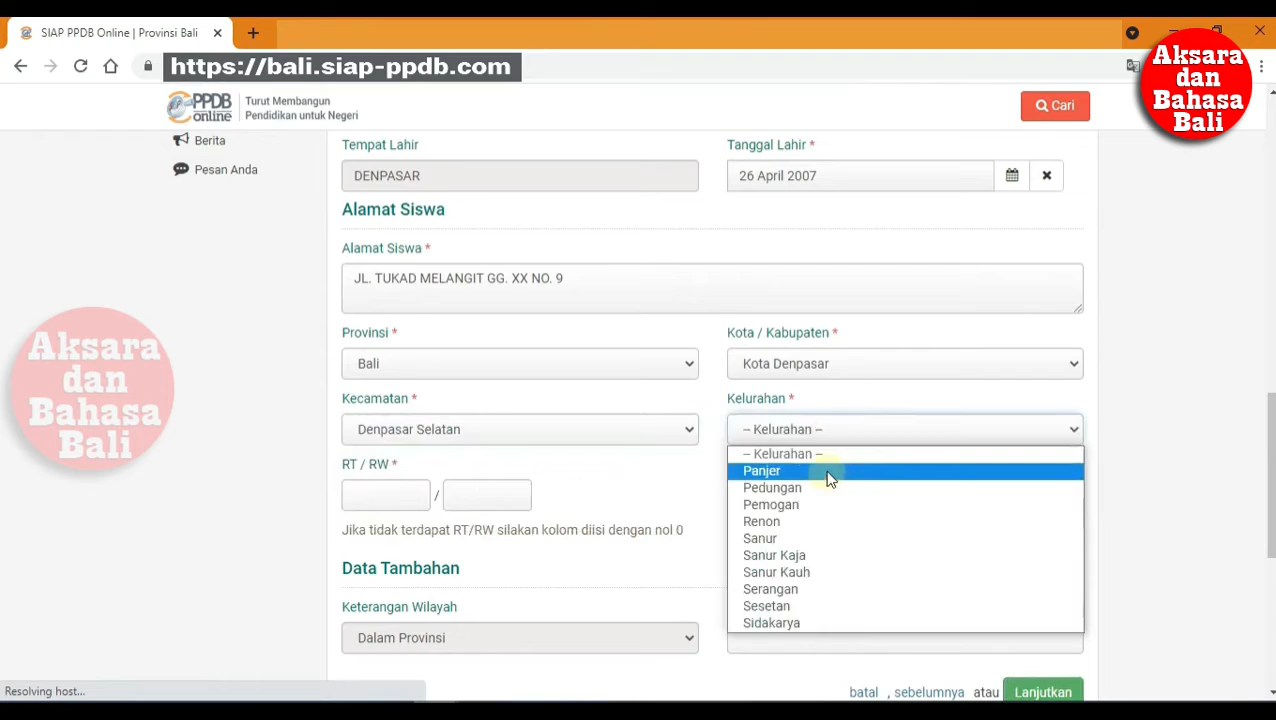 SIAP PPDB Online | Provinsi Bali
https://bali.siap-ppdb.com
Aksara
dan
Bahasa
Bali
PPDB
online
Turut Membangun
Pendidikan untuk Negeri
Cari
Berita
Pesan Anda
Tempat Lahir
Tanggal Lahir *
DENPASAR
26 April 2007
Alamat Siswa
Alamat Siswa *
JL. TUKAD MELANGIT GG. XX NO. 9
Provinsi *
Kota / Kabupaten *
Bali
Kota Denpasar
Kecamatan *
Kelurahan *
Denpasar Selatan
-- Kelurahan --
RT / RW *
/
Jika tidak terdapat RT/RW silakan kolom diisi dengan nol 0
-- Kelurahan --
Panjer
Pedungan
Pemogan
Renon
Sanur
Sanur Kaja
Sanur Kauh
Serangan
Sesetan
Sidakarya
Data Tambahan
Keterangan Wilayah
Dalam Provinsi
batal , sebelumnya atau Lanjutkan
Aksara
dan
Bahasa
Bali
Resolving host...